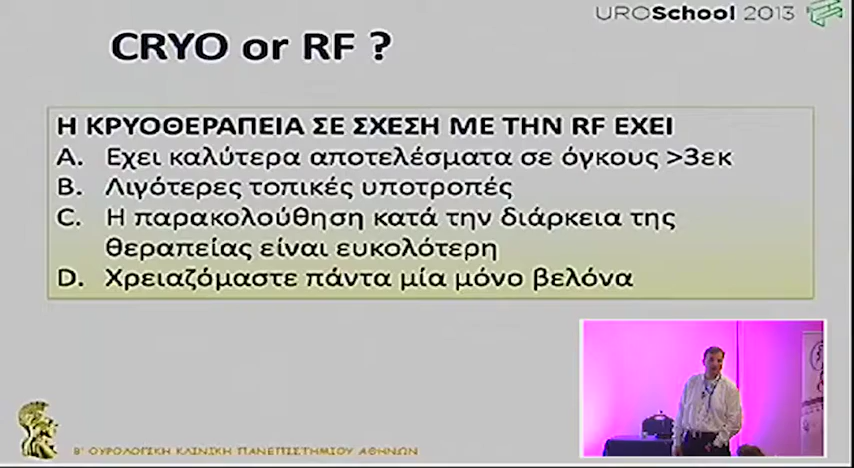 UROSchool 2013
CRYO or RF ?
Η ΚΡΥΟΘΕΡΑΠΕΙΑ ΣΕ ΣΧΕΣΗ ΜΕ ΤΗΝ RF ΕΧΕΙ
A. Εχει καλύτερα αποτελέσματα σε όγκους >3εκ
B. Λιγότερες τοπικές υποτροπές
C. Η παρακολούθηση κατά την διάρκεια της
θεραπείας είναι ευκολότερη
D. Χρειαζόμαστε πάντα μία μόνο βελόνα
Β' ΟΥΡΟΛΟΓΙΚΗ ΚΛΙΝΙΚΗ ΠΑΝΕΠΙΣΤΗΜΙΟΥ ΑΘΗΝΩΝ